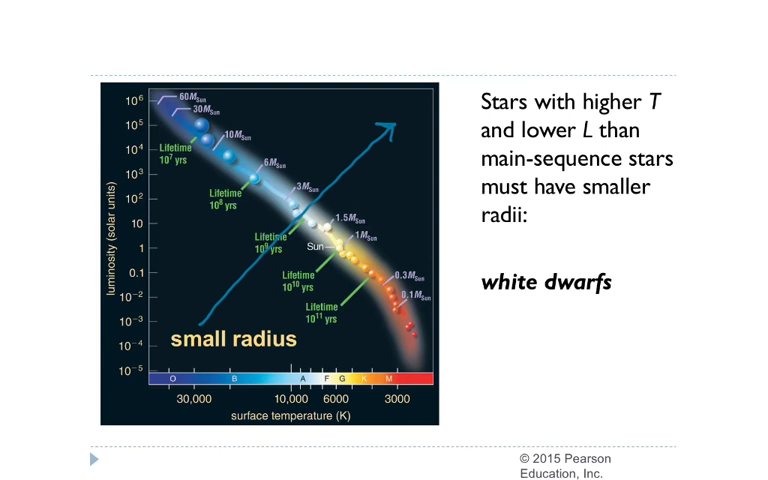 10⁶
10⁵
10⁴
10³
10²
10
1
0.1
10⁻²
10⁻³
10⁻⁴
10⁻⁵
luminosity (solar units)
60M_Sun
30M_Sun
10M_Sun
6M_Sun
3M_Sun
1.5M_Sun
1M_Sun
0.3M_Sun
0.1M_Sun
Lifetime
10⁷ yrs
Lifetime
10⁸ yrs
Lifetime
10⁹ yrs
Sun
Lifetime
10¹⁰ yrs
Lifetime
10¹¹ yrs
small radius
O B A F G K M
30,000 10,000 6000 3000
surface temperature (K)
Stars with higher T
and lower L than
main-sequence stars
must have smaller
radii:
white dwarfs
© 2015 Pearson
Education, Inc.